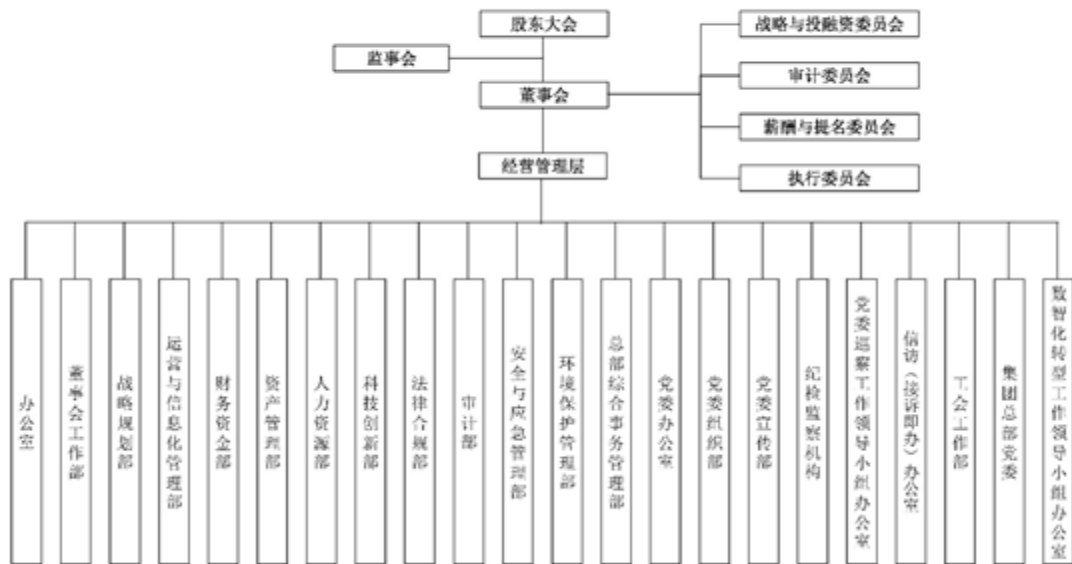 股东大会
监事会
董事会
经营管理层
战略与投融资委员会
审计委员会
薪酬与提名委员会
执行委员会
办公室
董事会工作部
战略规划部
运营与信息化管理部
财务资金部
资产管理部
人力资源部
科技创新部
法律合规部
审计部
安全与应急管理部
环境保护管理部
总部综合事务管理部
党委办公室
党委组织部
党委宣传部
纪检监察机构
党委巡察工作领导小组办公室
信访（接诉即办）办公室
工会工作部
集团总部党委
数智化转型工作领导小组办公室